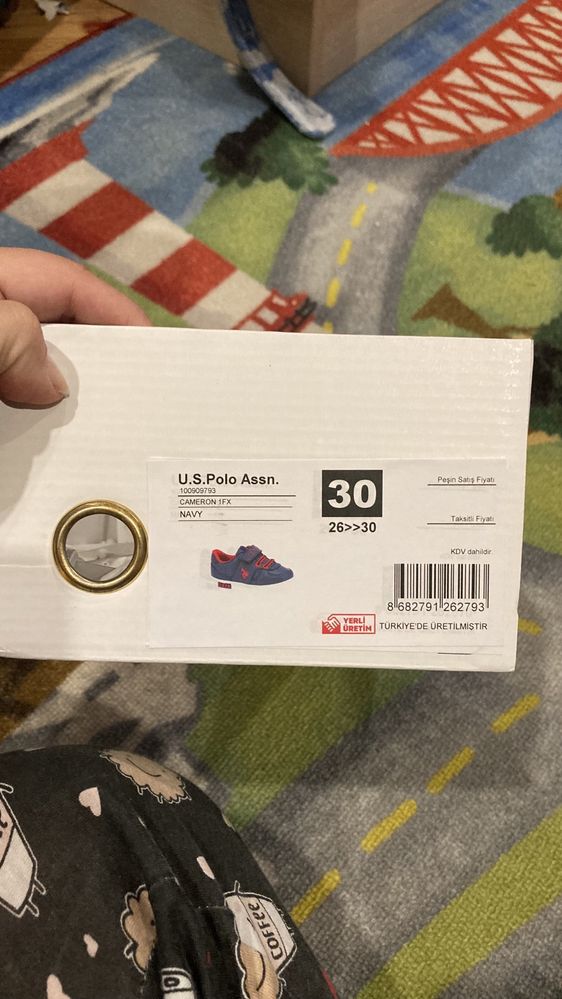 U.S.Polo Assn.
100909793
CAMERON 1FX
NAVY
30
26>>30
Peşin Satış Fiyatı
Taksitli Fiyatı
KDV dahildir.
8 682791 262793
YERLİ
ÜRETİM
TÜRKİYE'DE ÜRETİLMİŞTİR
COFFEE